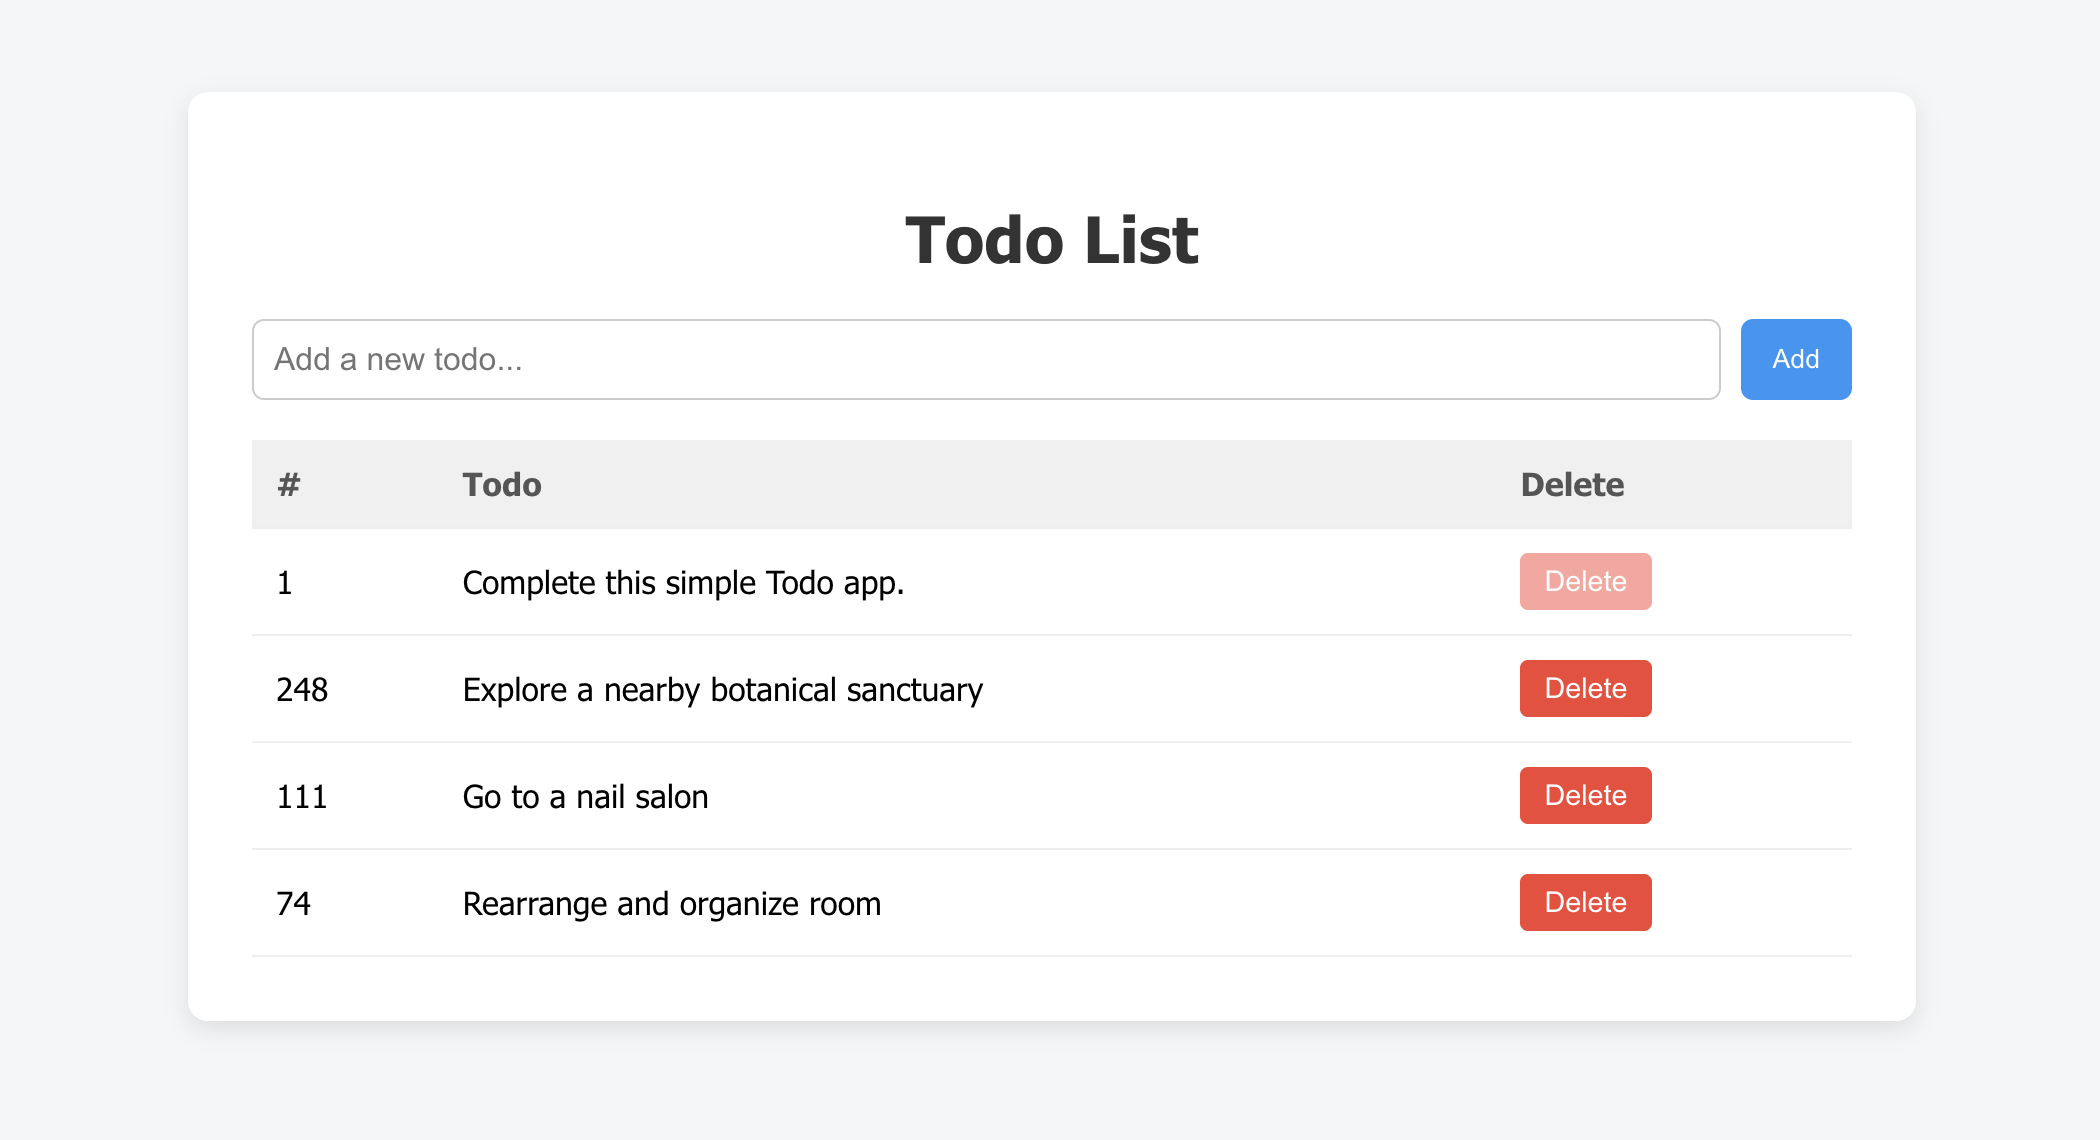 Todo List
Add a new todo...
Add
# Todo Delete
1 Complete this simple Todo app. Delete
248 Explore a nearby botanical sanctuary Delete
111 Go to a nail salon Delete
74 Rearrange and organize room Delete